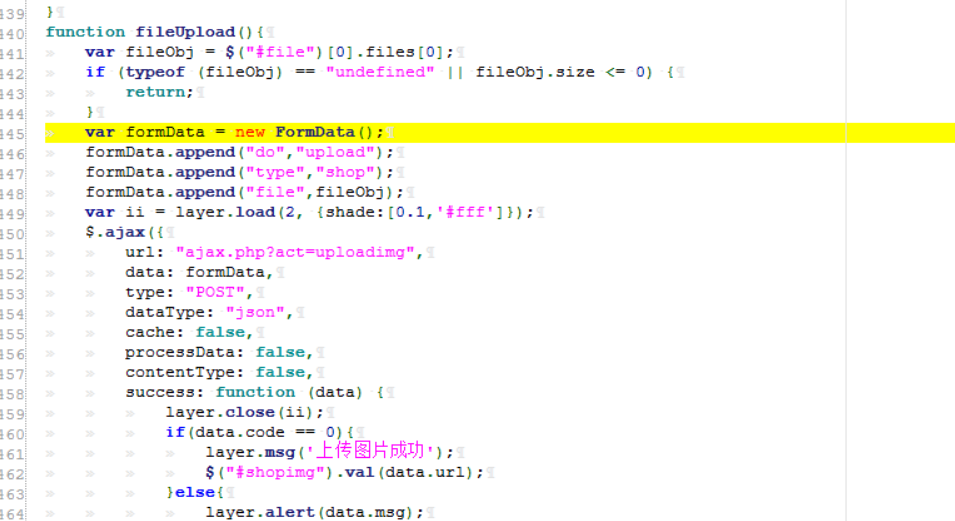 439 }
440 function fileUpload(){
441 var fileObj = $("#file")[0].files[0];
442 if (typeof (fileObj) == "undefined" || fileObj.size <= 0) {
443 return;
444 }
445 var formData = new FormData();
446 formData.append("do","upload");
447 formData.append("type","shop");
448 formData.append("file",fileObj);
449 var ii = layer.load(2, {shade:[0.1,'#fff']});
450 $.ajax({
451 url: "ajax.php?act=uploadimg",
452 data: formData,
453 type: "POST",
454 dataType: "json",
455 cache: false,
456 processData: false,
457 contentType: false,
458 success: function (data) {
459 layer.close(ii);
460 if(data.code == 0){
461 layer.msg('上传图片成功');
462 $("#shopimg").val(data.url);
463 }else{
464 layer.alert(data.msg);